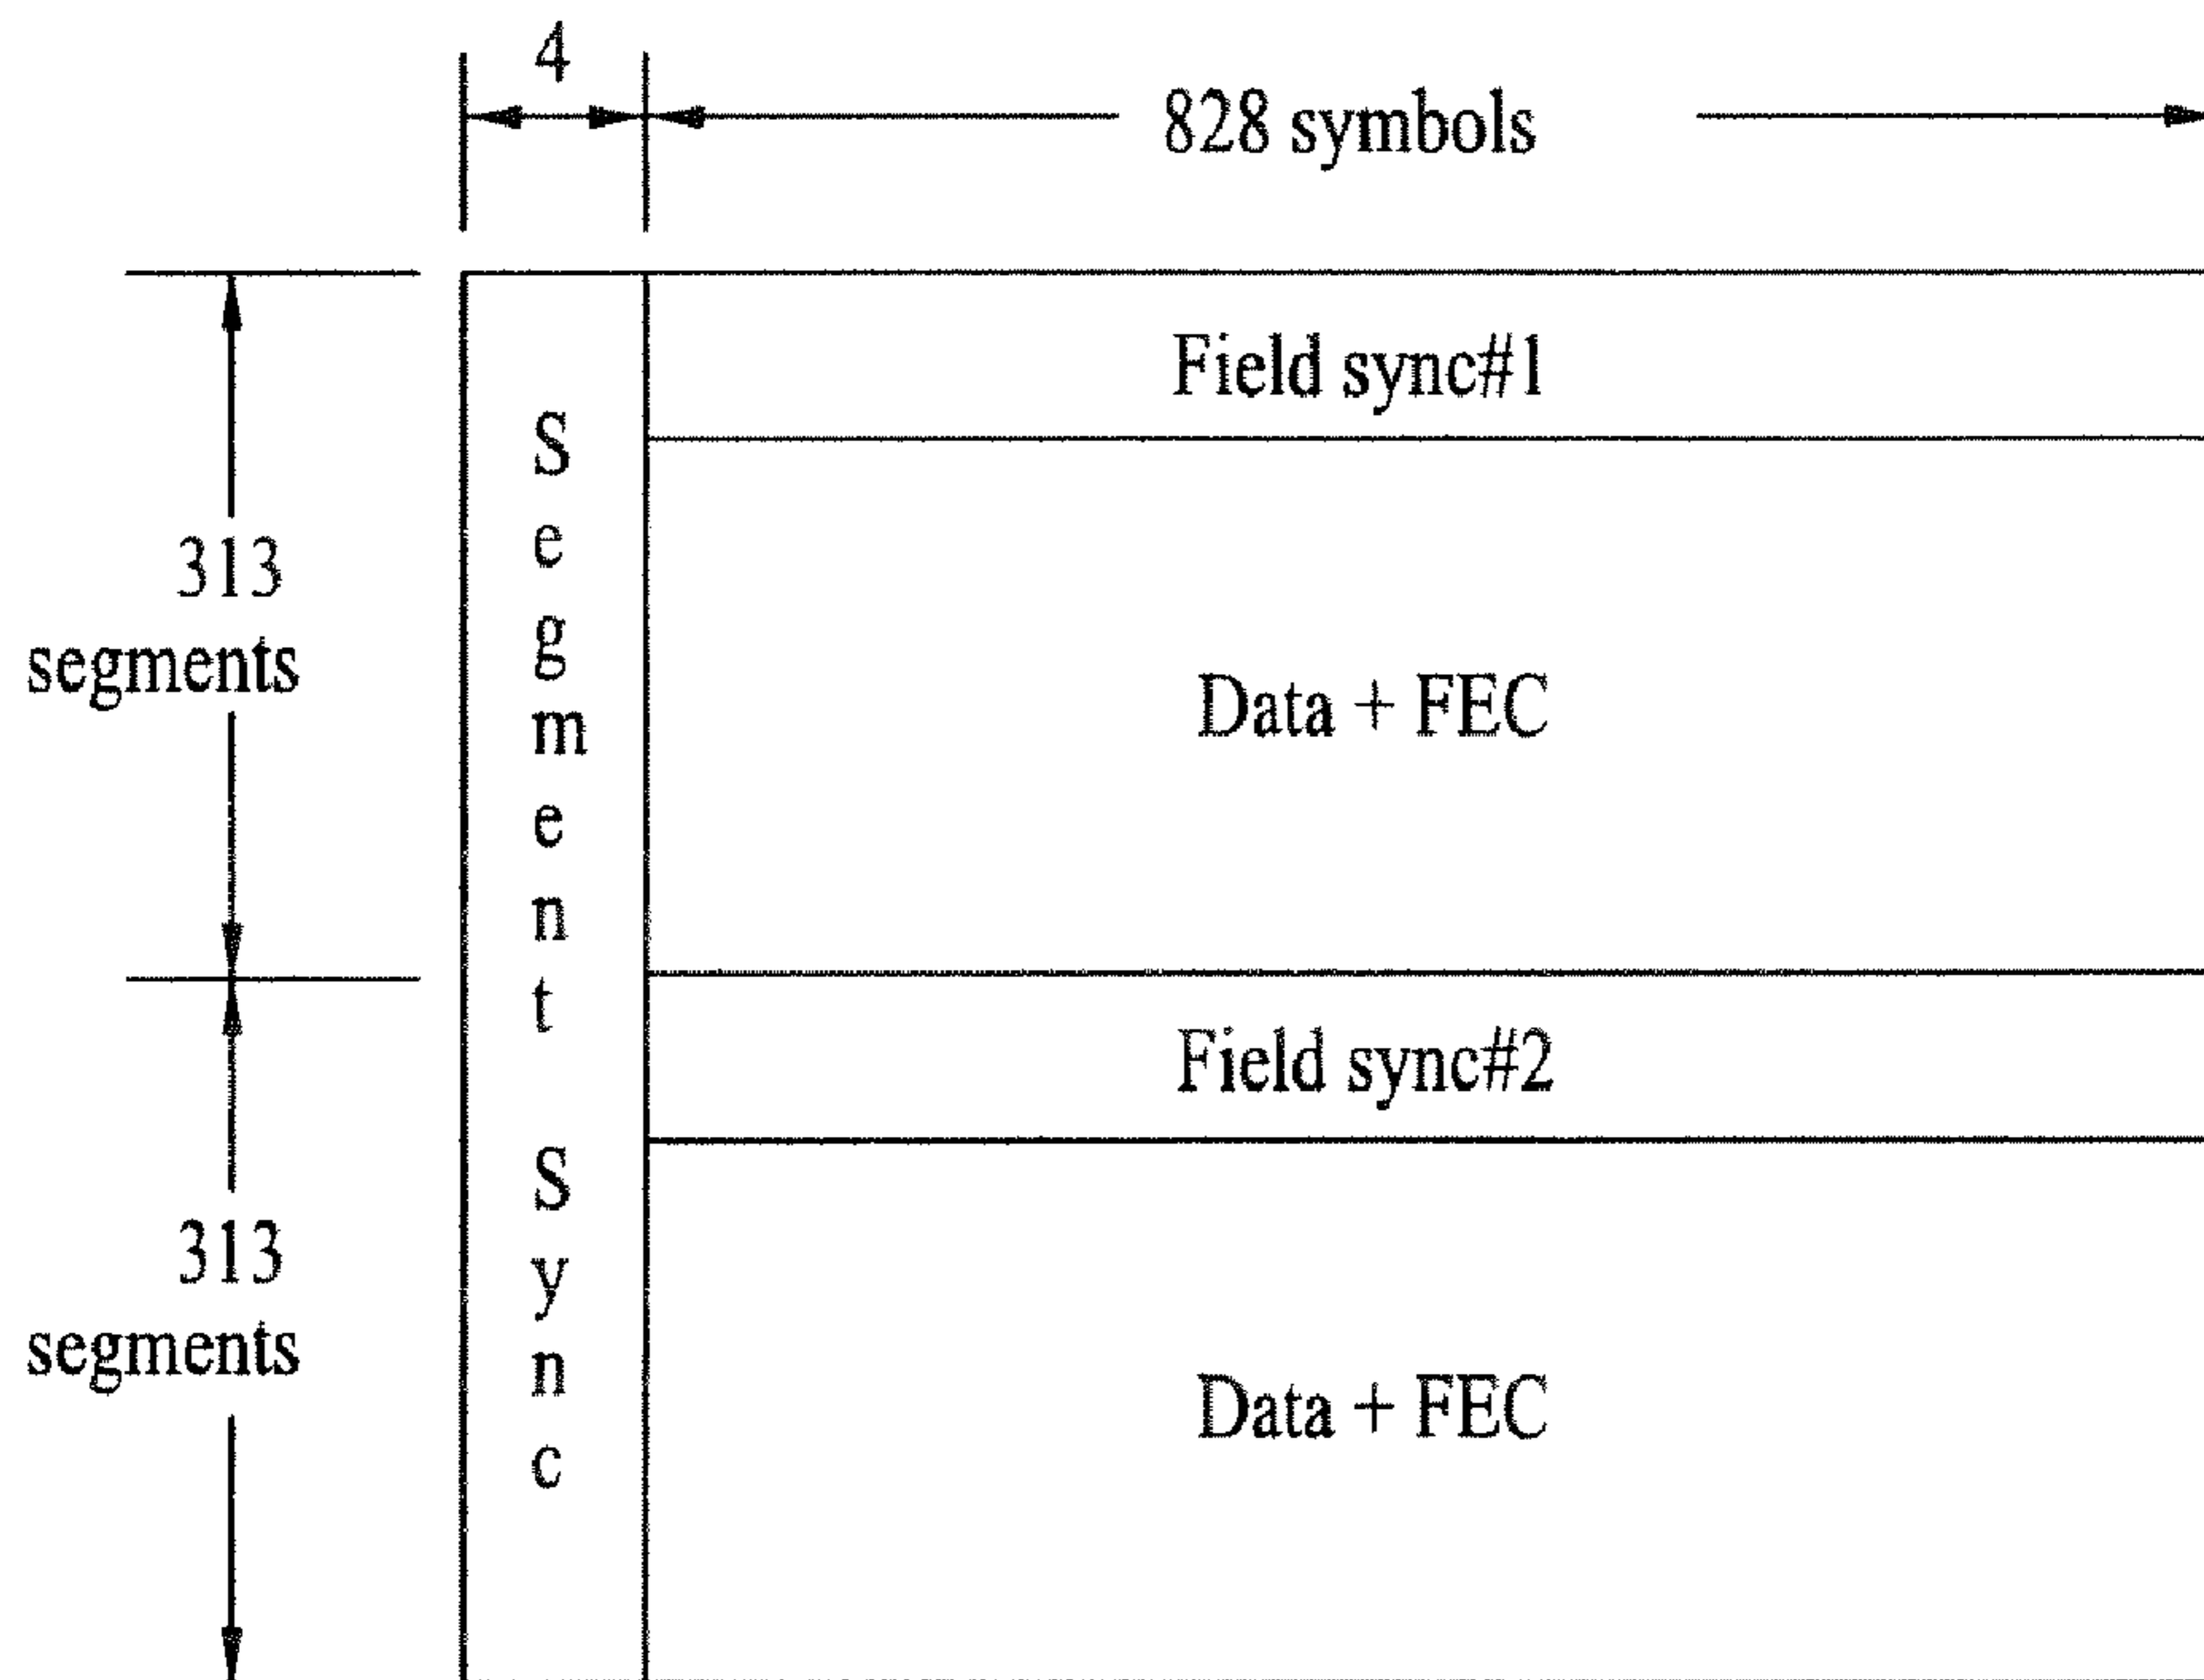 4
828 symbols
Field sync#1
313
segments
Data + FEC
Segment Sync
Field sync#2
313
segments
Data + FEC